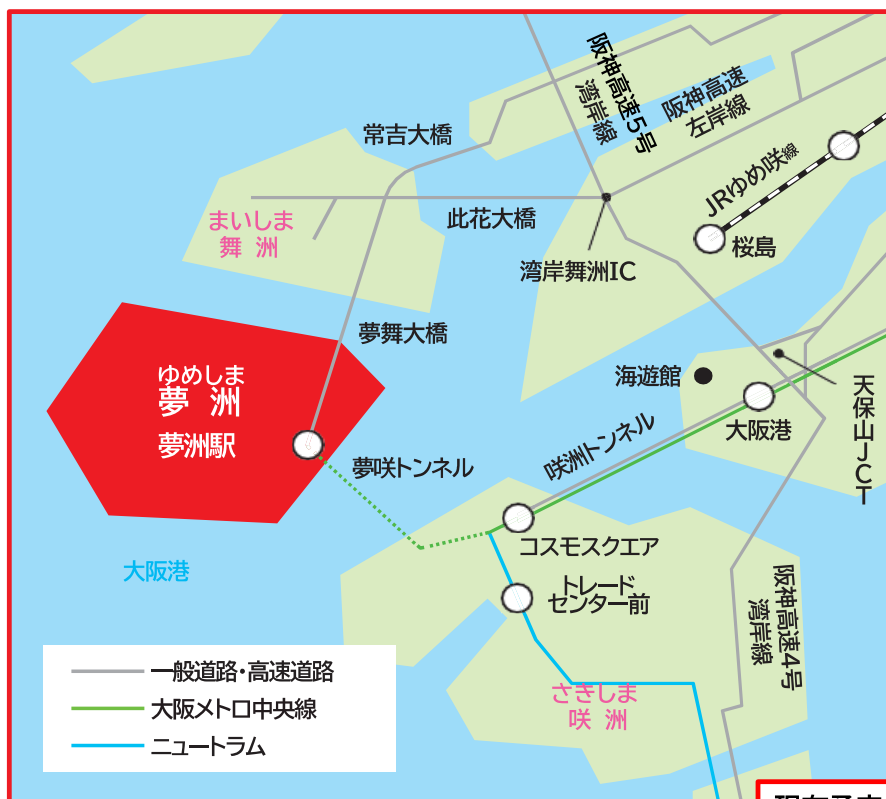 阪神高速5号
湾岸線
阪神高速
左岸線
常吉大橋
JRゆめ咲線
まいしま
舞 洲
此花大橋
桜島
湾岸舞洲IC
夢舞大橋
ゆめしま
夢 洲
夢洲駅
海遊館
天保山JCT
大阪港
咲洲トンネル
夢咲トンネル
コスモスクエア
大阪港
トレード
センター前
阪神高速4号
湾岸線
さきしま
咲 洲
一般道路・高速道路
大阪メトロ中央線
ニュートラム